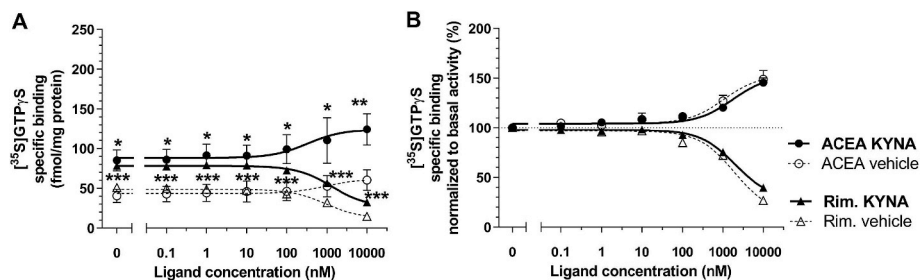 A
[³⁵S]GTPγS
specific binding
(fmol/mg protein)
250
200
150
100
50
0
* * * * * * **
*** *** *** *** *** *** ***
0 0.1 1 10 100 1000 10000
Ligand concentration (nM)
B
[³⁵S]GTPγS
specific binding
normalized to basal activity (%)
200
150
100
50
0
0 0.1 1 10 100 1000 10000
Ligand concentration (nM)
ACEA KYNA
ACEA vehicle
Rim. KYNA
Rim. vehicle